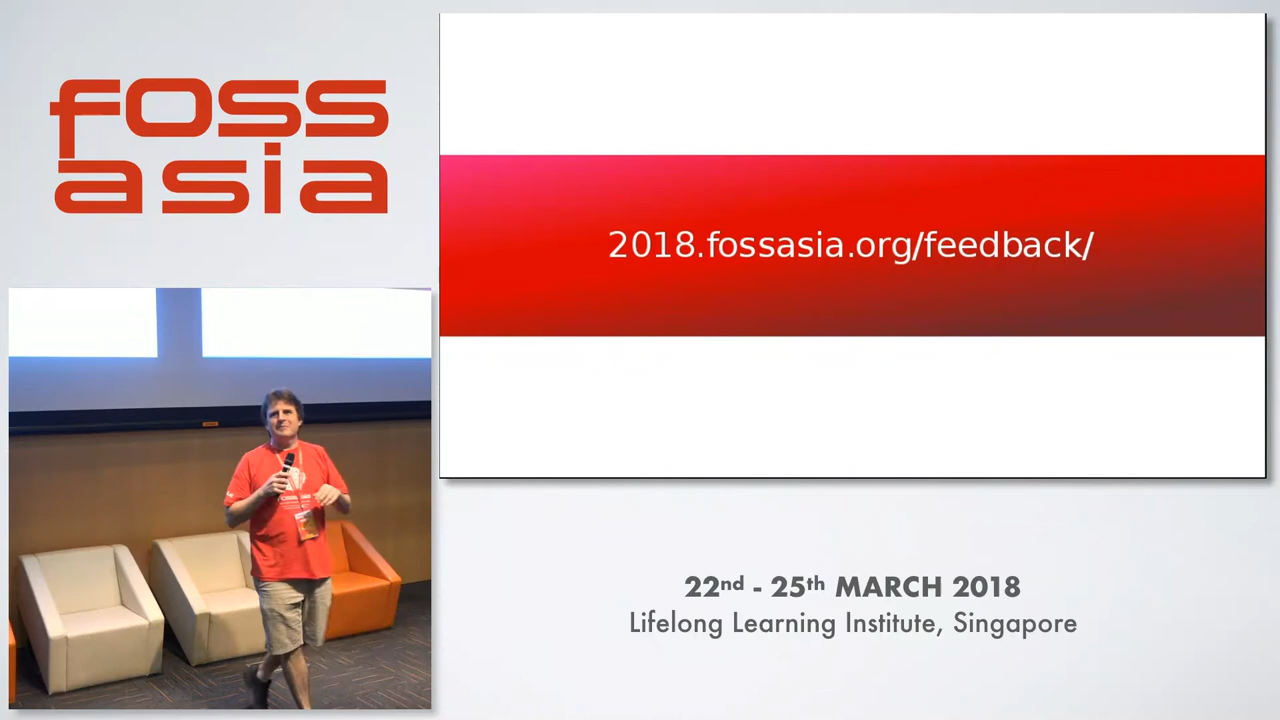 foss
asia
2018.fossasia.org/feedback/
22nd - 25th MARCH 2018
Lifelong Learning Institute, Singapore